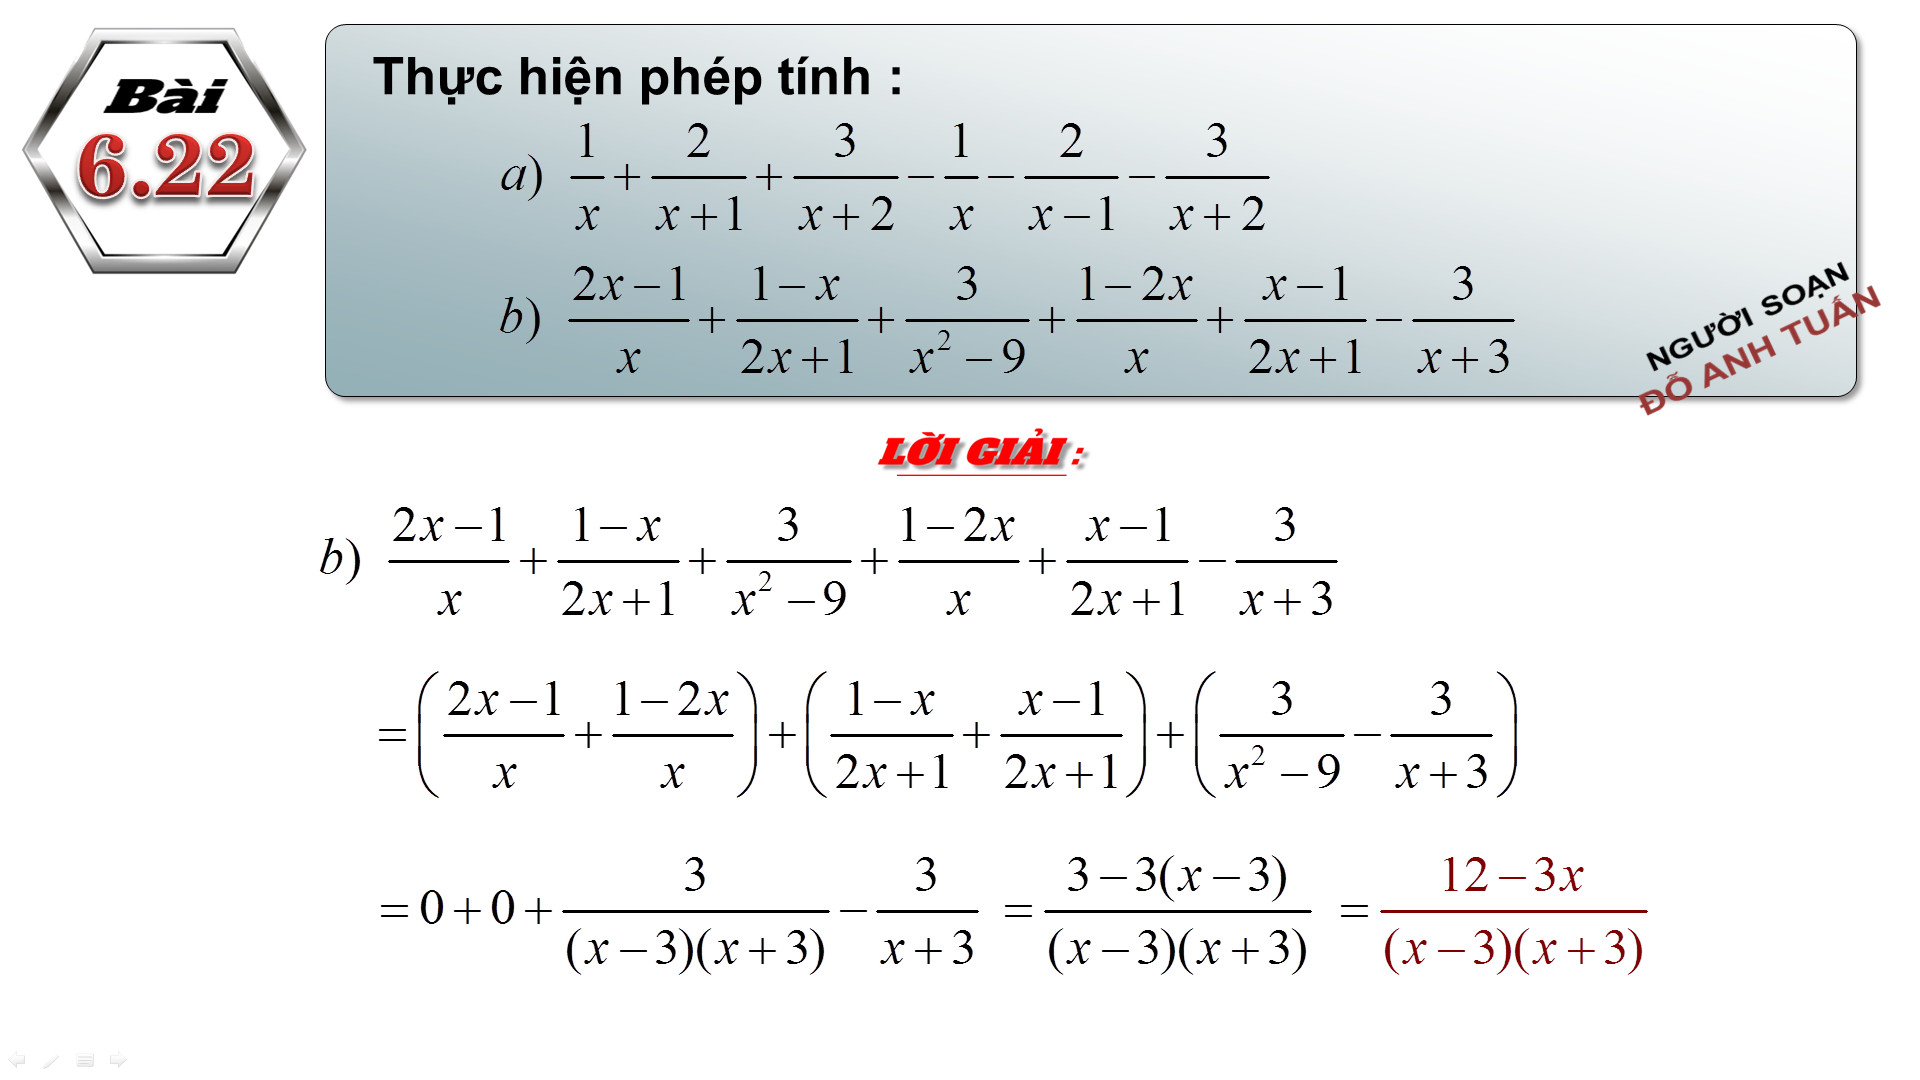 Bài
6.22
Thực hiện phép tính :
a) 1/x + 2/(x+1) + 3/(x+2) − 1/x − 2/(x−1) − 3/(x+2)
b) (2x−1)/x + (1−x)/(2x+1) + 3/(x²−9) + (1−2x)/x + (x−1)/(2x+1) − 3/(x+3)
NGƯỜI SOẠN
ĐỖ ANH TUẤN
LỜI GIẢI :
b) (2x−1)/x + (1−x)/(2x+1) + 3/(x²−9) + (1−2x)/x + (x−1)/(2x+1) − 3/(x+3)
= ((2x−1)/x + (1−2x)/x) + ((1−x)/(2x+1) + (x−1)/(2x+1)) + (3/(x²−9) − 3/(x+3))
= 0 + 0 + 3/((x−3)(x+3)) − 3/(x+3) = (3−3(x−3))/((x−3)(x+3)) = (12−3x)/((x−3)(x+3))